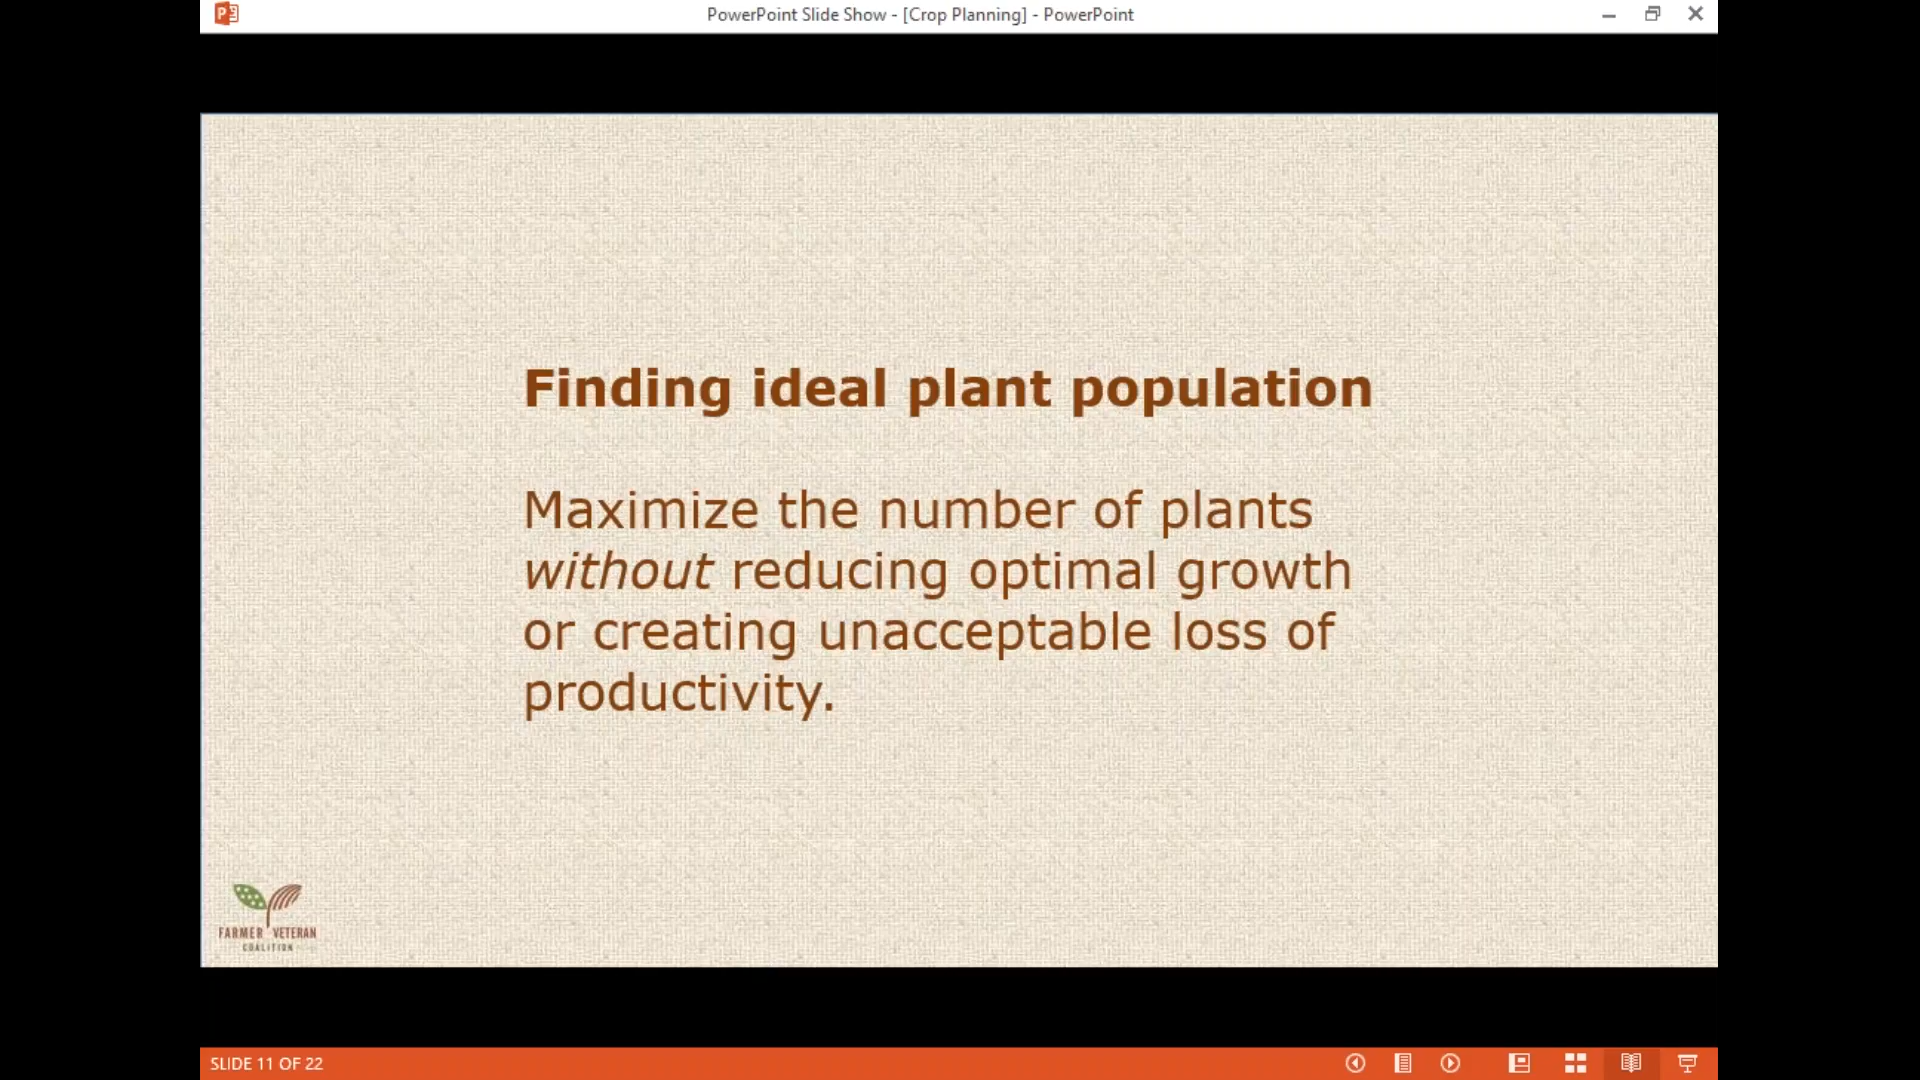 PowerPoint Slide Show - [Crop Planning] - PowerPoint
Finding ideal plant population
Maximize the number of plants
without reducing optimal growth
or creating unacceptable loss of
productivity.
FARMER VETERAN
COALITION
SLIDE 11 OF 22